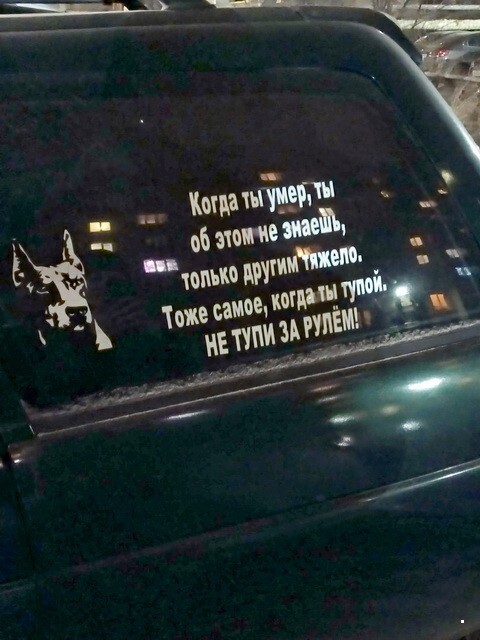 Когда ты умер, ты
об этом не знаешь,
только другим тяжело.
Тоже самое, когда ты тупой.
НЕ ТУПИ ЗА РУЛЁМ!